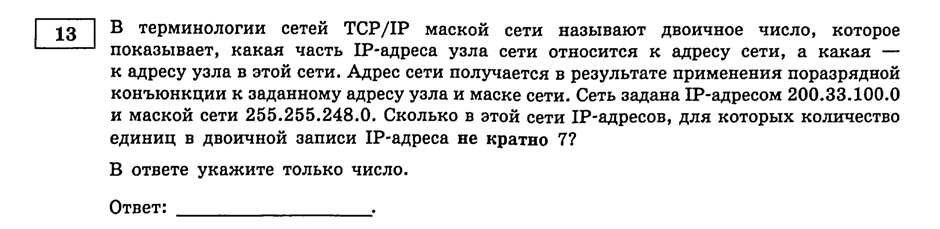 13
В терминологии сетей TCP/IP маской сети называют двоичное число, которое
показывает, какая часть IP-адреса узла сети относится к адресу сети, а какая —
к адресу узла в этой сети. Адрес сети получается в результате применения поразрядной
конъюнкции к заданному адресу узла и маске сети. Сеть задана IP-адресом 200.33.100.0
и маской сети 255.255.248.0. Сколько в этой сети IP-адресов, для которых количество
единиц в двоичной записи IP-адреса не кратно 7?
В ответе укажите только число.
Ответ: ____________________.